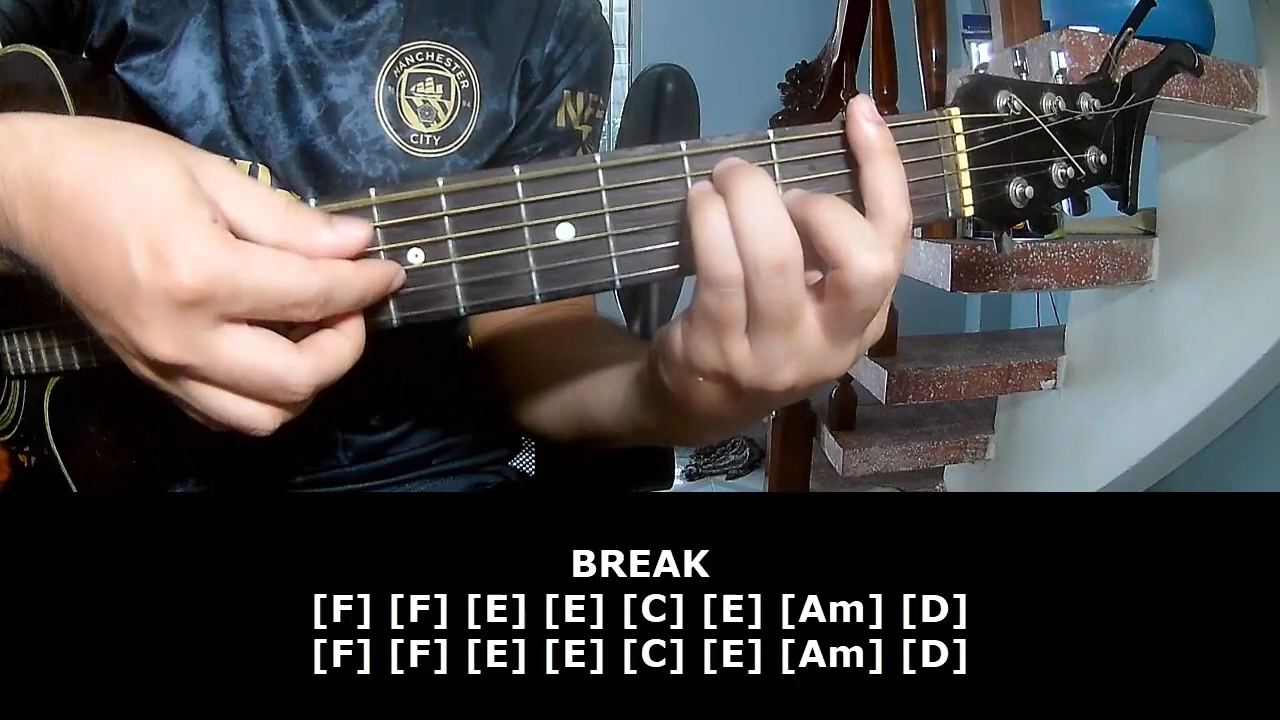 MANCHESTER
CITY
BREAK
[F] [F] [E] [E] [C] [E] [Am] [D]
[F] [F] [E] [E] [C] [E] [Am] [D]